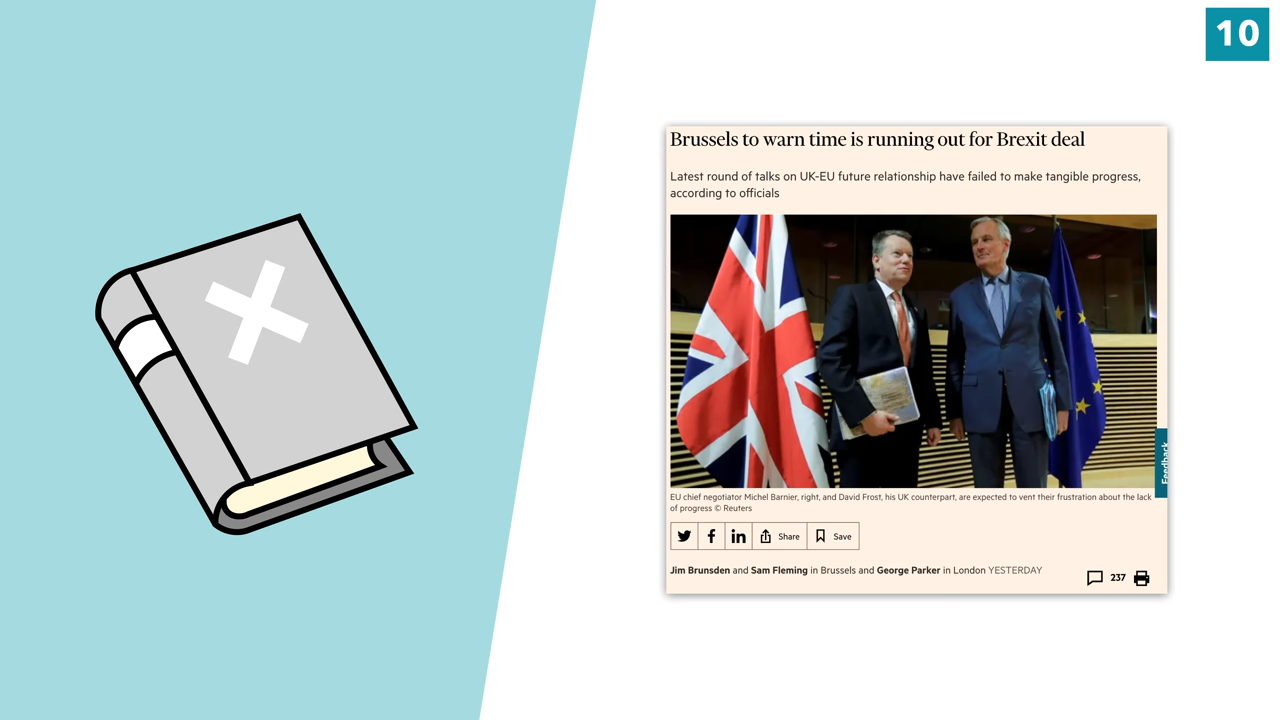 10
Brussels to warn time is running out for Brexit deal
Latest round of talks on UK-EU future relationship have failed to make tangible progress,
according to officials
Feedback
EU chief negotiator Michel Barnier, right, and David Frost, his UK counterpart, are expected to vent their frustration about the lack
of progress © Reuters
Share Save
Jim Brunsden and Sam Fleming in Brussels and George Parker in London YESTERDAY
237